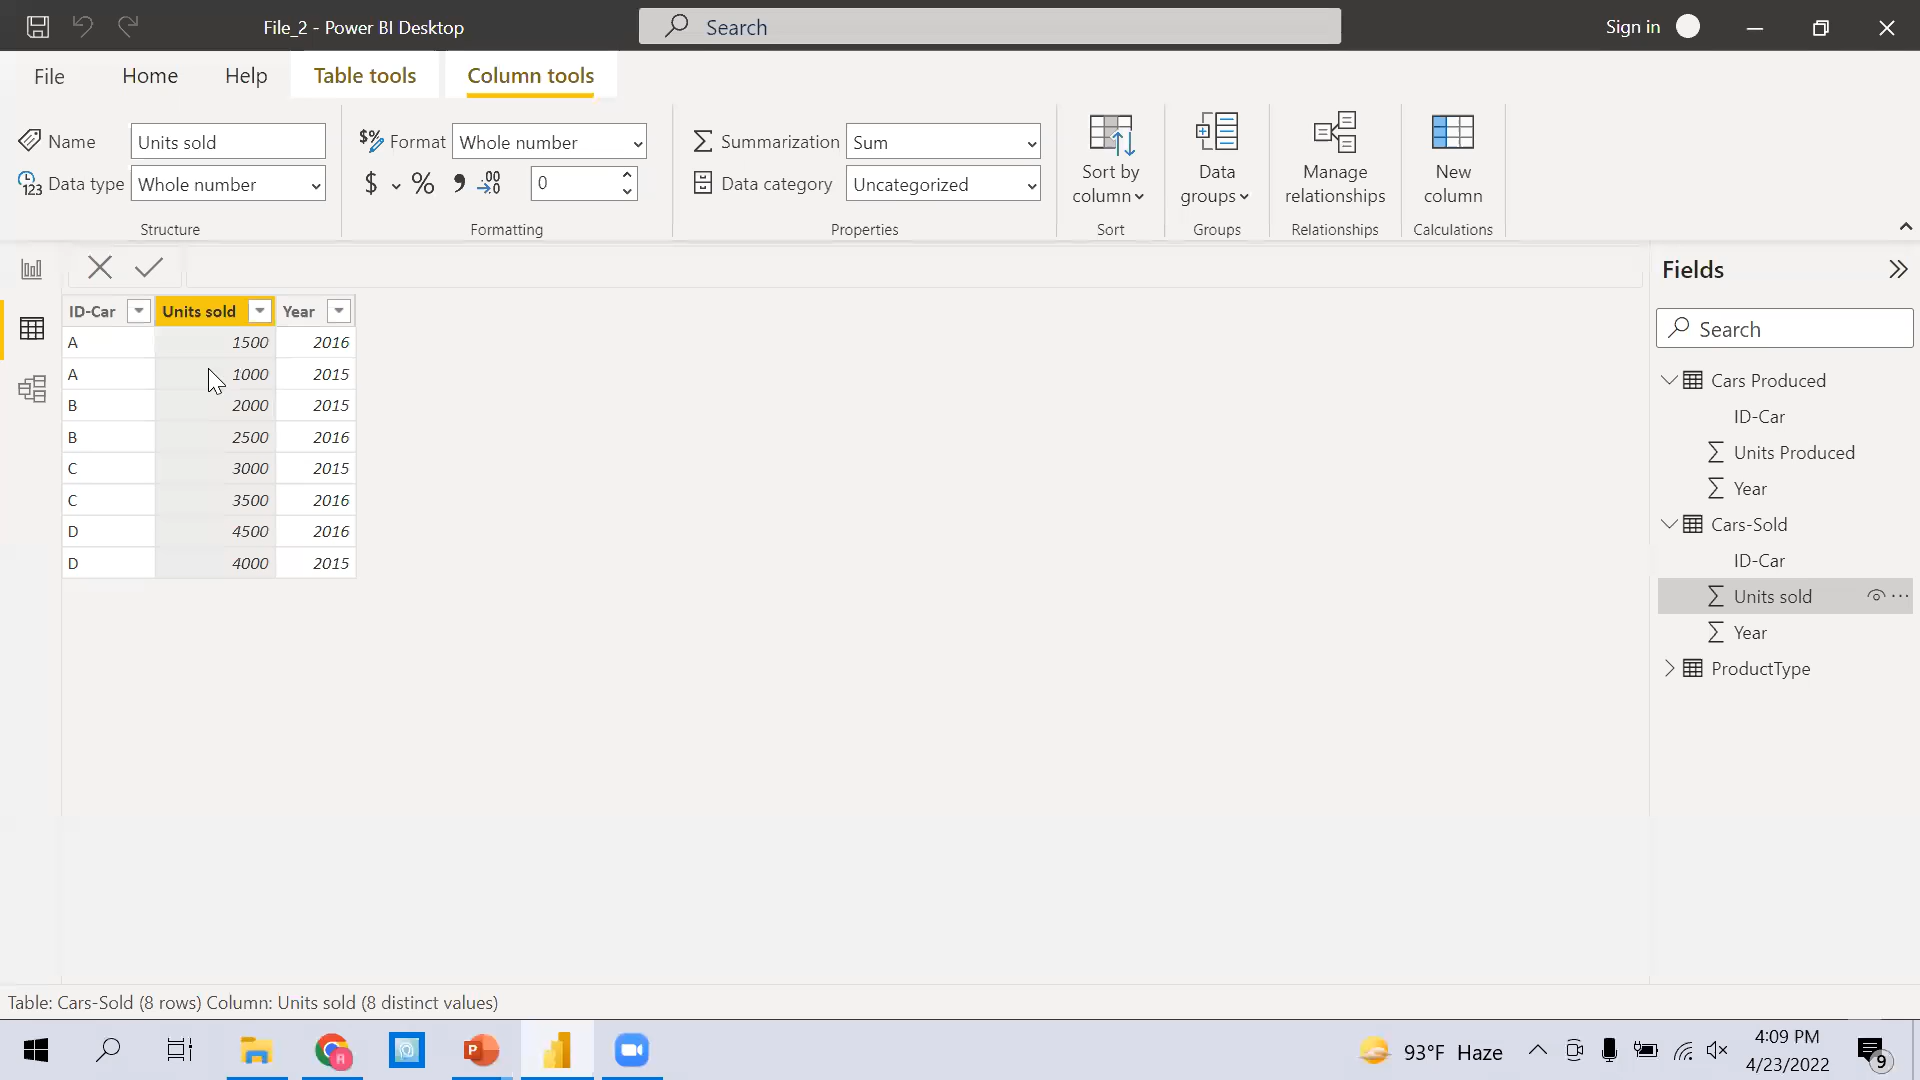 File_2 - Power BI Desktop
Search
Sign in
File Home Help Table tools Column tools
Name Units sold
Data type Whole number
Structure
Format Whole number
$ % 9 .00 0
Formatting
Summarization Sum
Data category Uncategorized
Properties
Sort by column
Sort
Data groups
Groups
Manage relationships
Relationships
New column
Calculations
ID-Car Units sold Year
A 1500 2016
A 1000 2015
B 2000 2015
B 2500 2016
C 3000 2015
C 3500 2016
D 4500 2016
D 4000 2015
Fields
Search
Cars Produced
ID-Car
Units Produced
Year
Cars-Sold
ID-Car
Units sold
Year
ProductType
Table: Cars-Sold (8 rows) Column: Units sold (8 distinct values)
93°F Haze
4:09 PM
4/23/2022
9